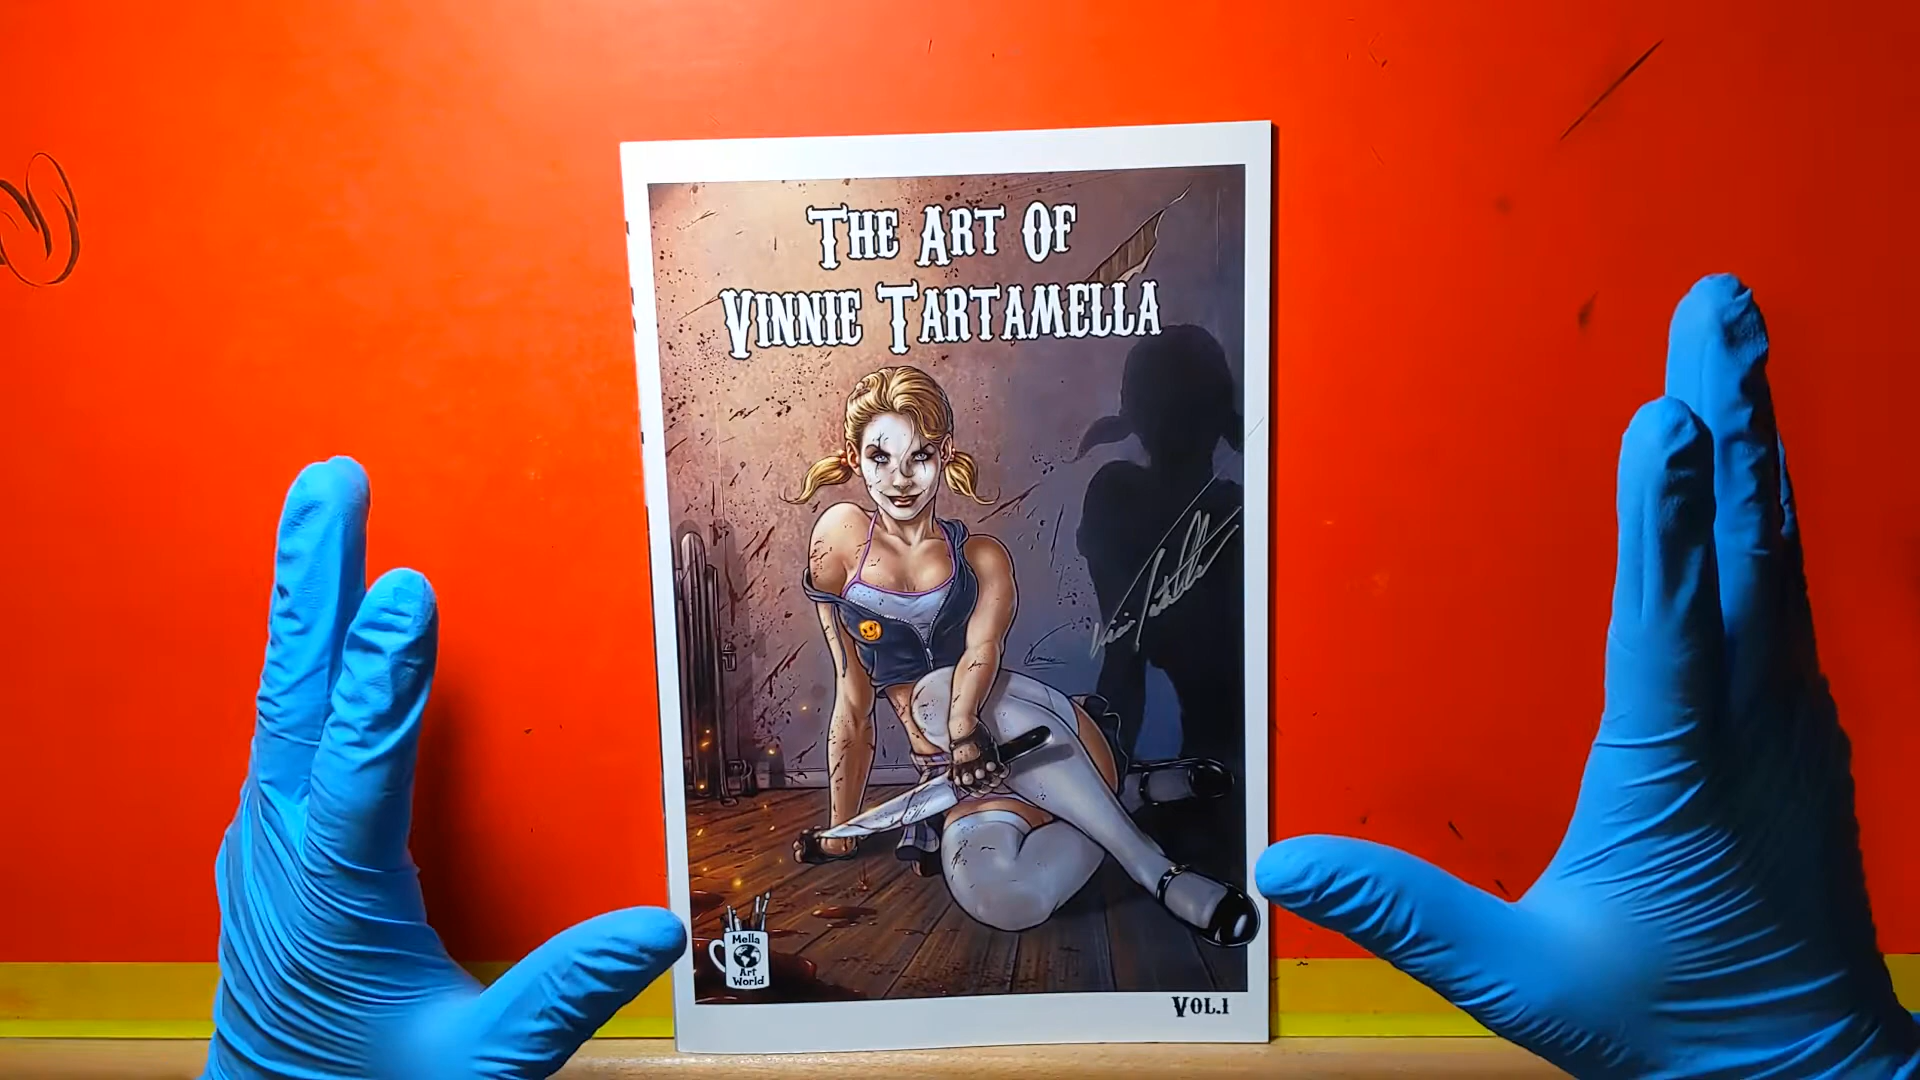 The Art Of
Vinnie Tartamella
Mella
Art
World
Vol.1